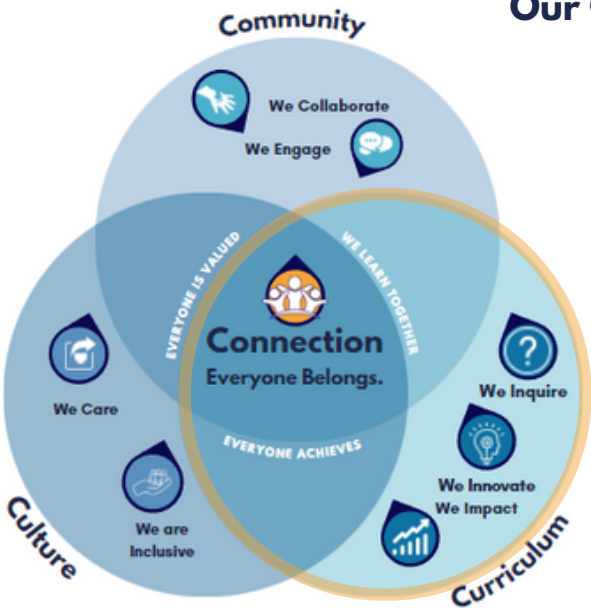 Our
Community
We Collaborate
We Engage
EVERYONE IS VALUED
WE LEARN TOGETHER
Connection
Everyone Belongs.
We Inquire
We Care
EVERYONE ACHIEVES
We Innovate
We Impact
We are
Inclusive
Culture
Curriculum